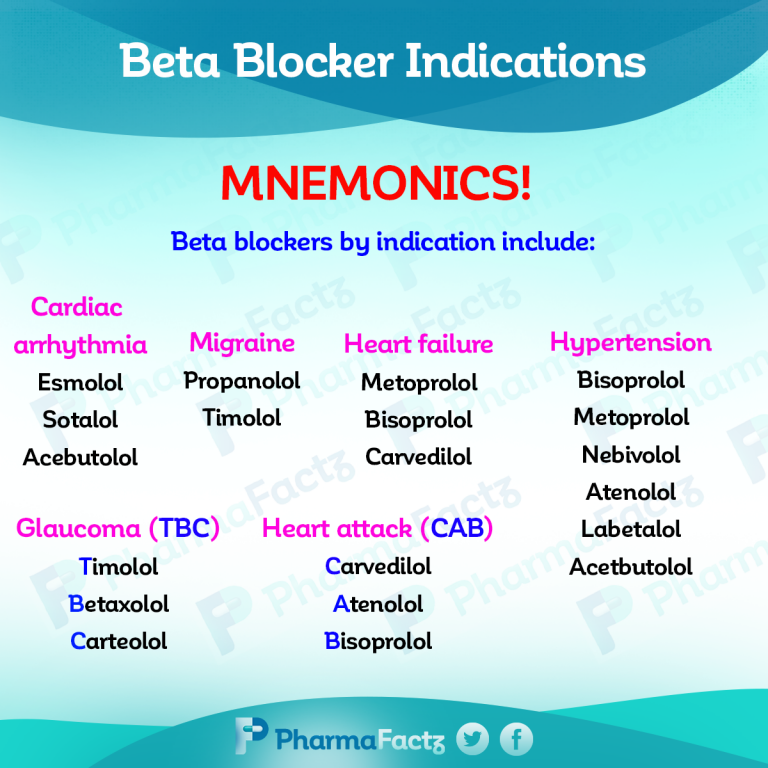 Beta Blocker Indications
MNEMONICS!
Beta blockers by indication include:
Cardiac
arrhythmia
Esmolol
Sotalol
Acebutolol
Migraine
Propanolol
Timolol
Heart failure
Metoprolol
Bisoprolol
Carvedilol
Hypertension
Bisoprolol
Metoprolol
Nebivolol
Atenolol
Labetalol
Acetbutolol
Glaucoma (TBC)
Timolol
Betaxolol
Carteolol
Heart attack (CAB)
Carvedilol
Atenolol
Bisoprolol
PharmaFactz